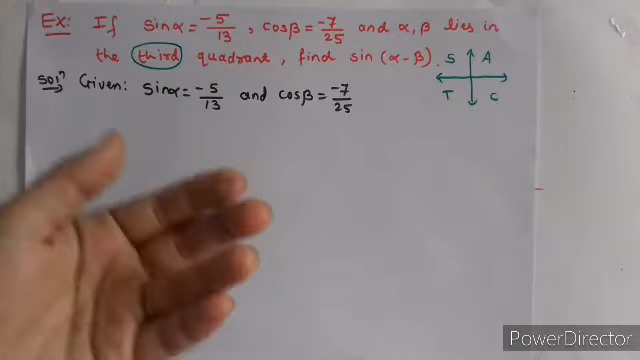 Ex: If sinα = -5/13, cosβ = -7/25 and α, β lies in
the third quadrant, find sin(α-β).
S A
T C
Solⁿ Given: sinα = -5/13 and cosβ = -7/25
PowerDirector